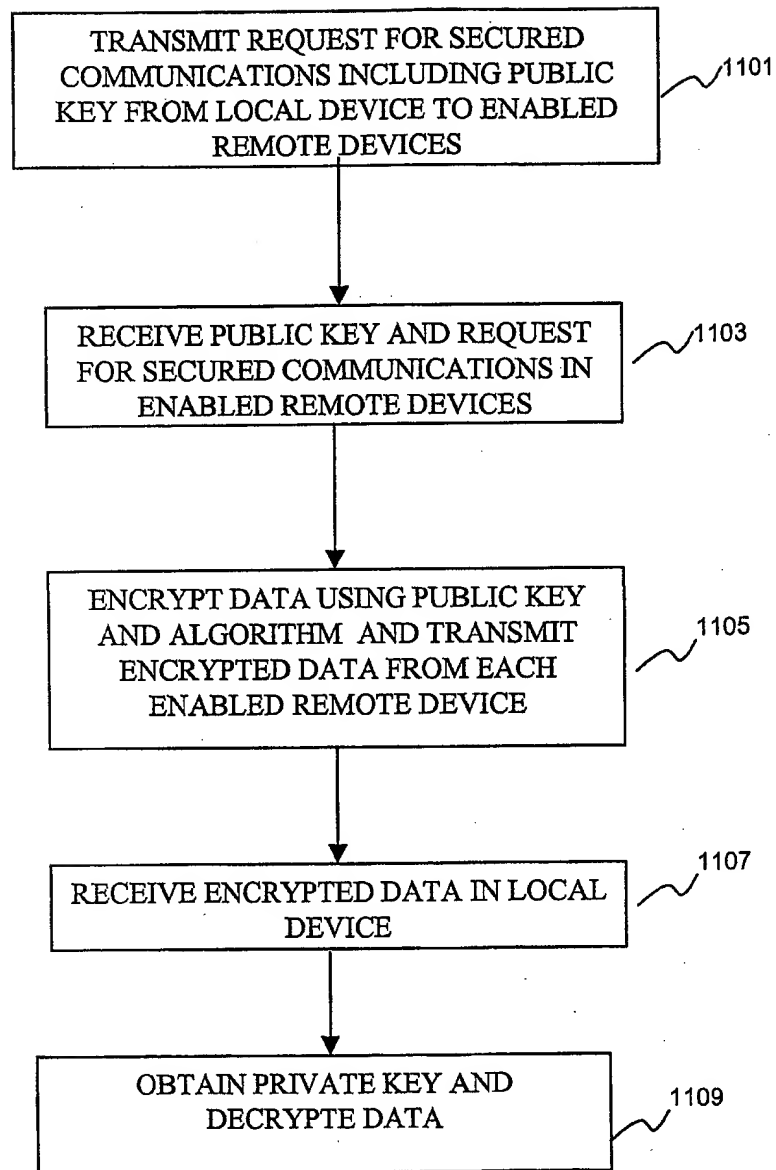 TRANSMIT REQUEST FOR SECURED
COMMUNICATIONS INCLUDING PUBLIC
KEY FROM LOCAL DEVICE TO ENABLED
REMOTE DEVICES
1101
RECEIVE PUBLIC KEY AND REQUEST
FOR SECURED COMMUNICATIONS IN
ENABLED REMOTE DEVICES
1103
ENCRYPT DATA USING PUBLIC KEY
AND ALGORITHM AND TRANSMIT
ENCRYPTED DATA FROM EACH
ENABLED REMOTE DEVICE
1105
RECEIVE ENCRYPTED DATA IN LOCAL
DEVICE
1107
OBTAIN PRIVATE KEY AND
DECRYPTE DATA
1109